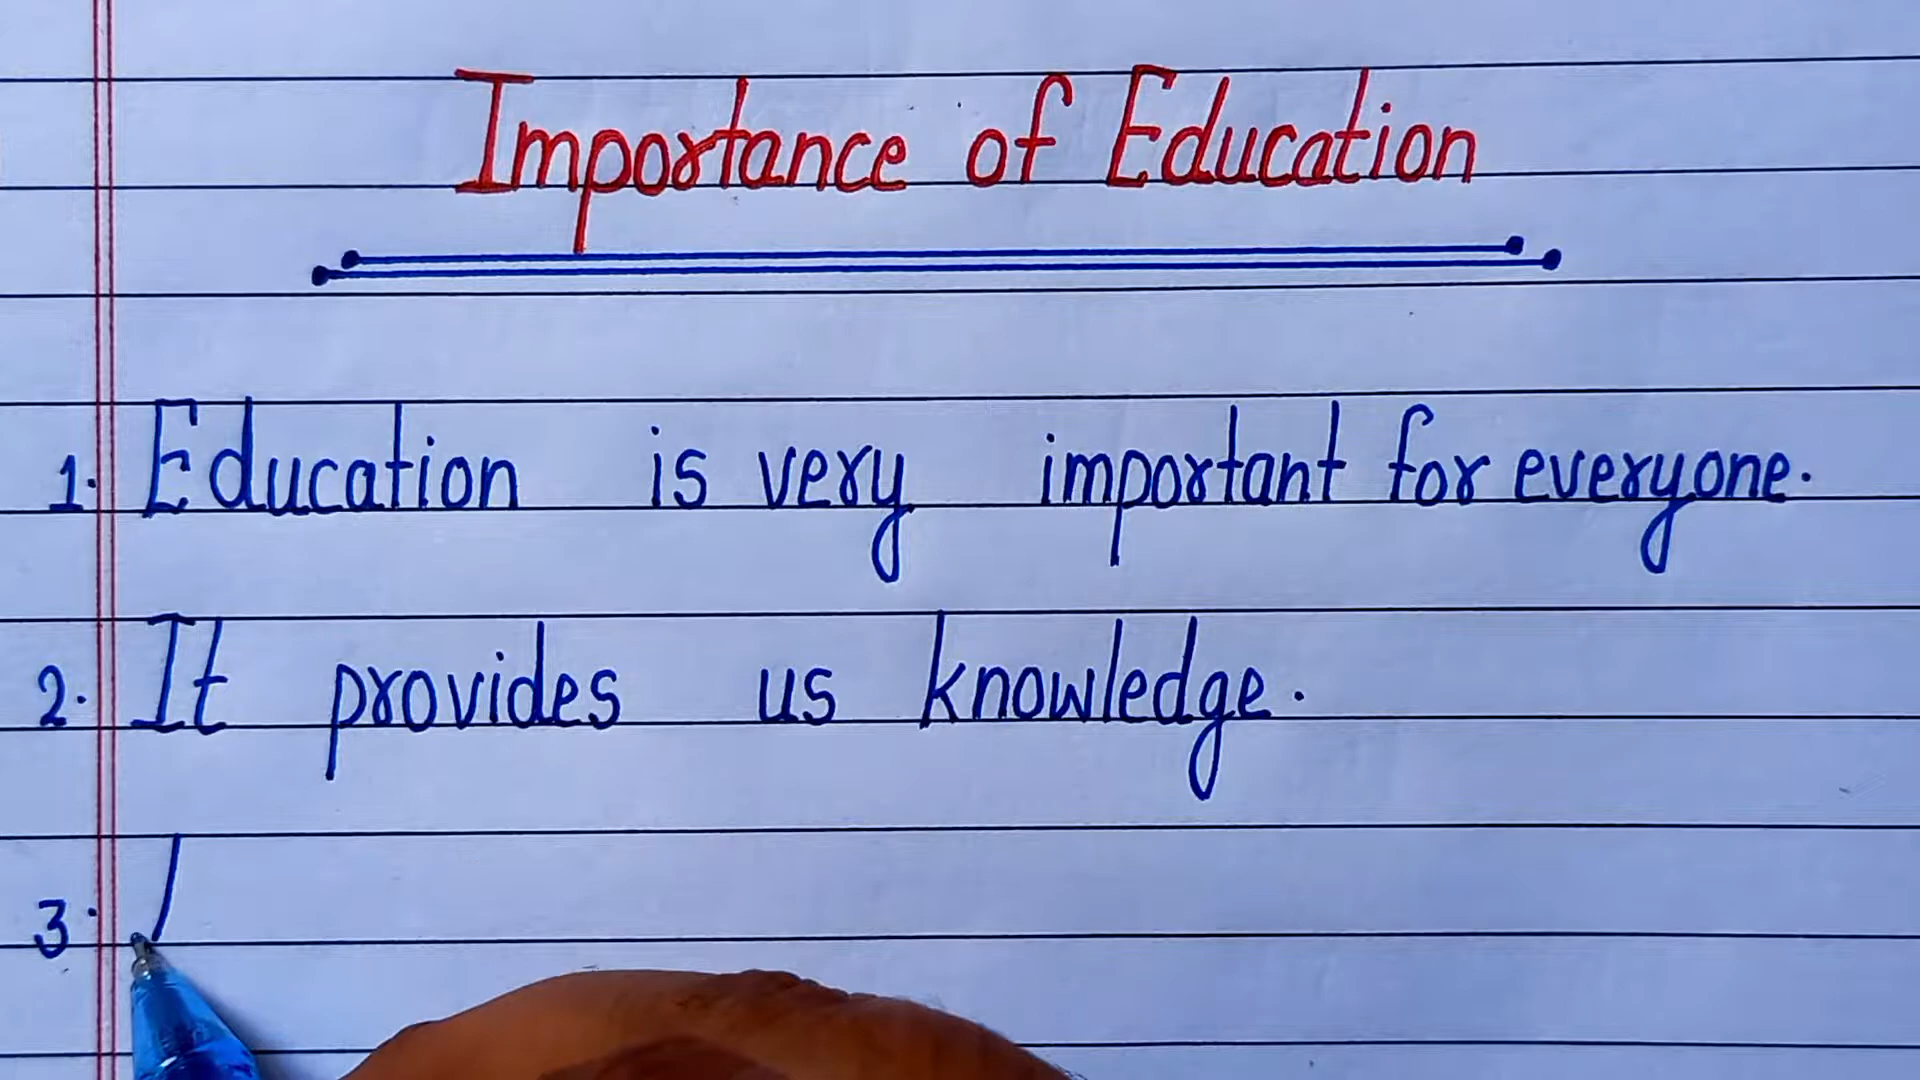 Importance of Education
1. Education is very important for everyone.
2. It provides us knowledge.
3.